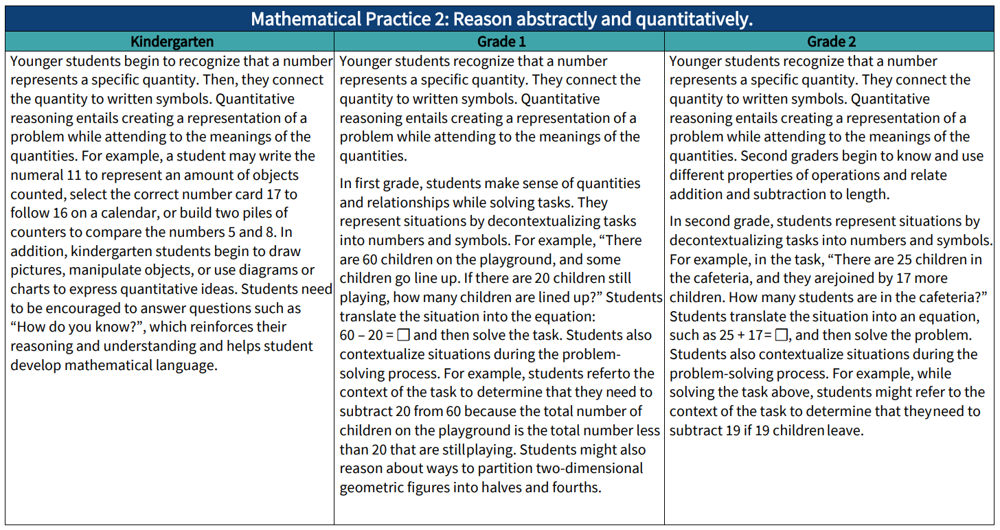 Mathematical Practice 2: Reason abstractly and quantitatively.
Kindergarten
Younger students begin to recognize that a number
represents a specific quantity. Then, they connect
the quantity to written symbols. Quantitative
reasoning entails creating a representation of a
problem while attending to the meanings of the
quantities. For example, a student may write the
numeral 11 to represent an amount of objects
counted, select the correct number card 17 to
follow 16 on a calendar, or build two piles of
counters to compare the numbers 5 and 8. In
addition, kindergarten students begin to draw
pictures, manipulate objects, or use diagrams or
charts to express quantitative ideas. Students need
to be encouraged to answer questions such as
“How do you know?”, which reinforces their
reasoning and understanding and helps student
develop mathematical language.
Grade 1
Younger students recognize that a number
represents a specific quantity. They connect the
quantity to written symbols. Quantitative
reasoning entails creating a representation of a
problem while attending to the meanings of the
quantities.
In first grade, students make sense of quantities
and relationships while solving tasks. They
represent situations by decontextualizing tasks
into numbers and symbols. For example, “There
are 60 children on the playground, and some
children go line up. If there are 20 children still
playing, how many children are lined up?” Students
translate the situation into the equation:
60 – 20 = ☐ and then solve the task. Students also
contextualize situations during the problem-
solving process. For example, students referto the
context of the task to determine that they need to
subtract 20 from 60 because the total number of
children on the playground is the total number less
than 20 that are stillplaying. Students might also
reason about ways to partition two-dimensional
geometric figures into halves and fourths.
Grade 2
Younger students recognize that a number
represents a specific quantity. They connect the
quantity to written symbols. Quantitative
reasoning entails creating a representation of a
problem while attending to the meanings of the
quantities. Second graders begin to know and use
different properties of operations and relate
addition and subtraction to length.
In second grade, students represent situations by
decontextualizing tasks into numbers and symbols.
For example, in the task, “There are 25 children in
the cafeteria, and they arejoined by 17 more
children. How many students are in the cafeteria?”
Students translate the situation into an equation,
such as 25 + 17= ☐, and then solve the problem.
Students also contextualize situations during the
problem-solving process. For example, while
solving the task above, students might refer to the
context of the task to determine that theyneed to
subtract 19 if 19 children leave.